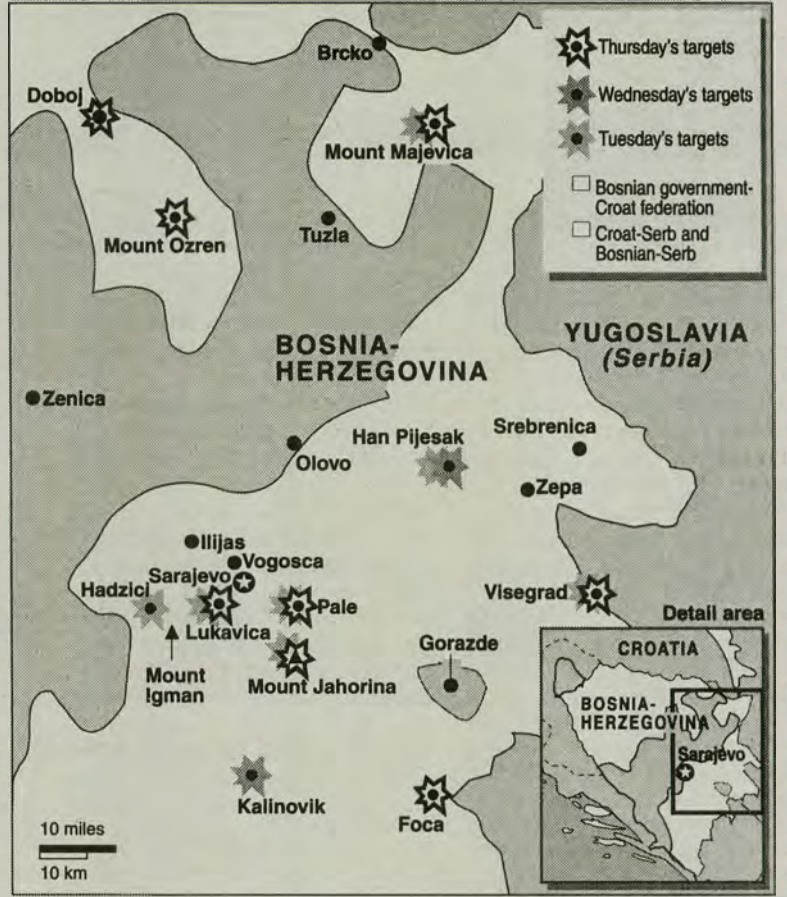 Brcko
Doboj
Mount Majevica
Tuzla
Mount Ozren
Thursday's targets
Wednesday's targets
Tuesday's targets
Bosnian government-
Croat federation
Croat-Serb and
Bosnian-Serb
BOSNIA-
HERZEGOVINA
YUGOSLAVIA
(Serbia)
Zenica
Olovo
Han Pijesak
Srebrenica
Zepa
Ilijas
Vogosca
Sarajevo
Hadzici
Lukavica
Pale
Visegrad
Mount
Igman
Mount Jahorina
Gorazde
Kalinovik
Foca
10 miles
10 km
Detail area
CROATIA
BOSNIA-
HERZEGOVINA
Sarajevo